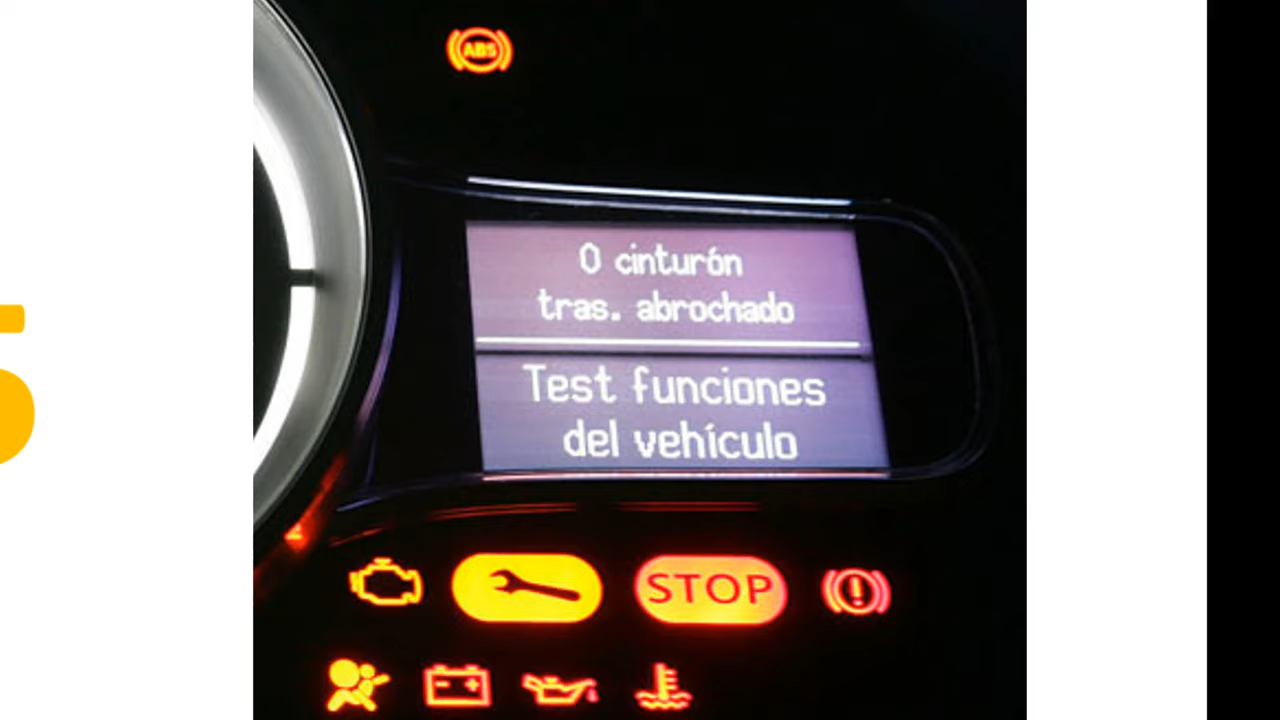 ABS
0 cinturón
tras. abrochado
Test funciones
del vehículo
STOP